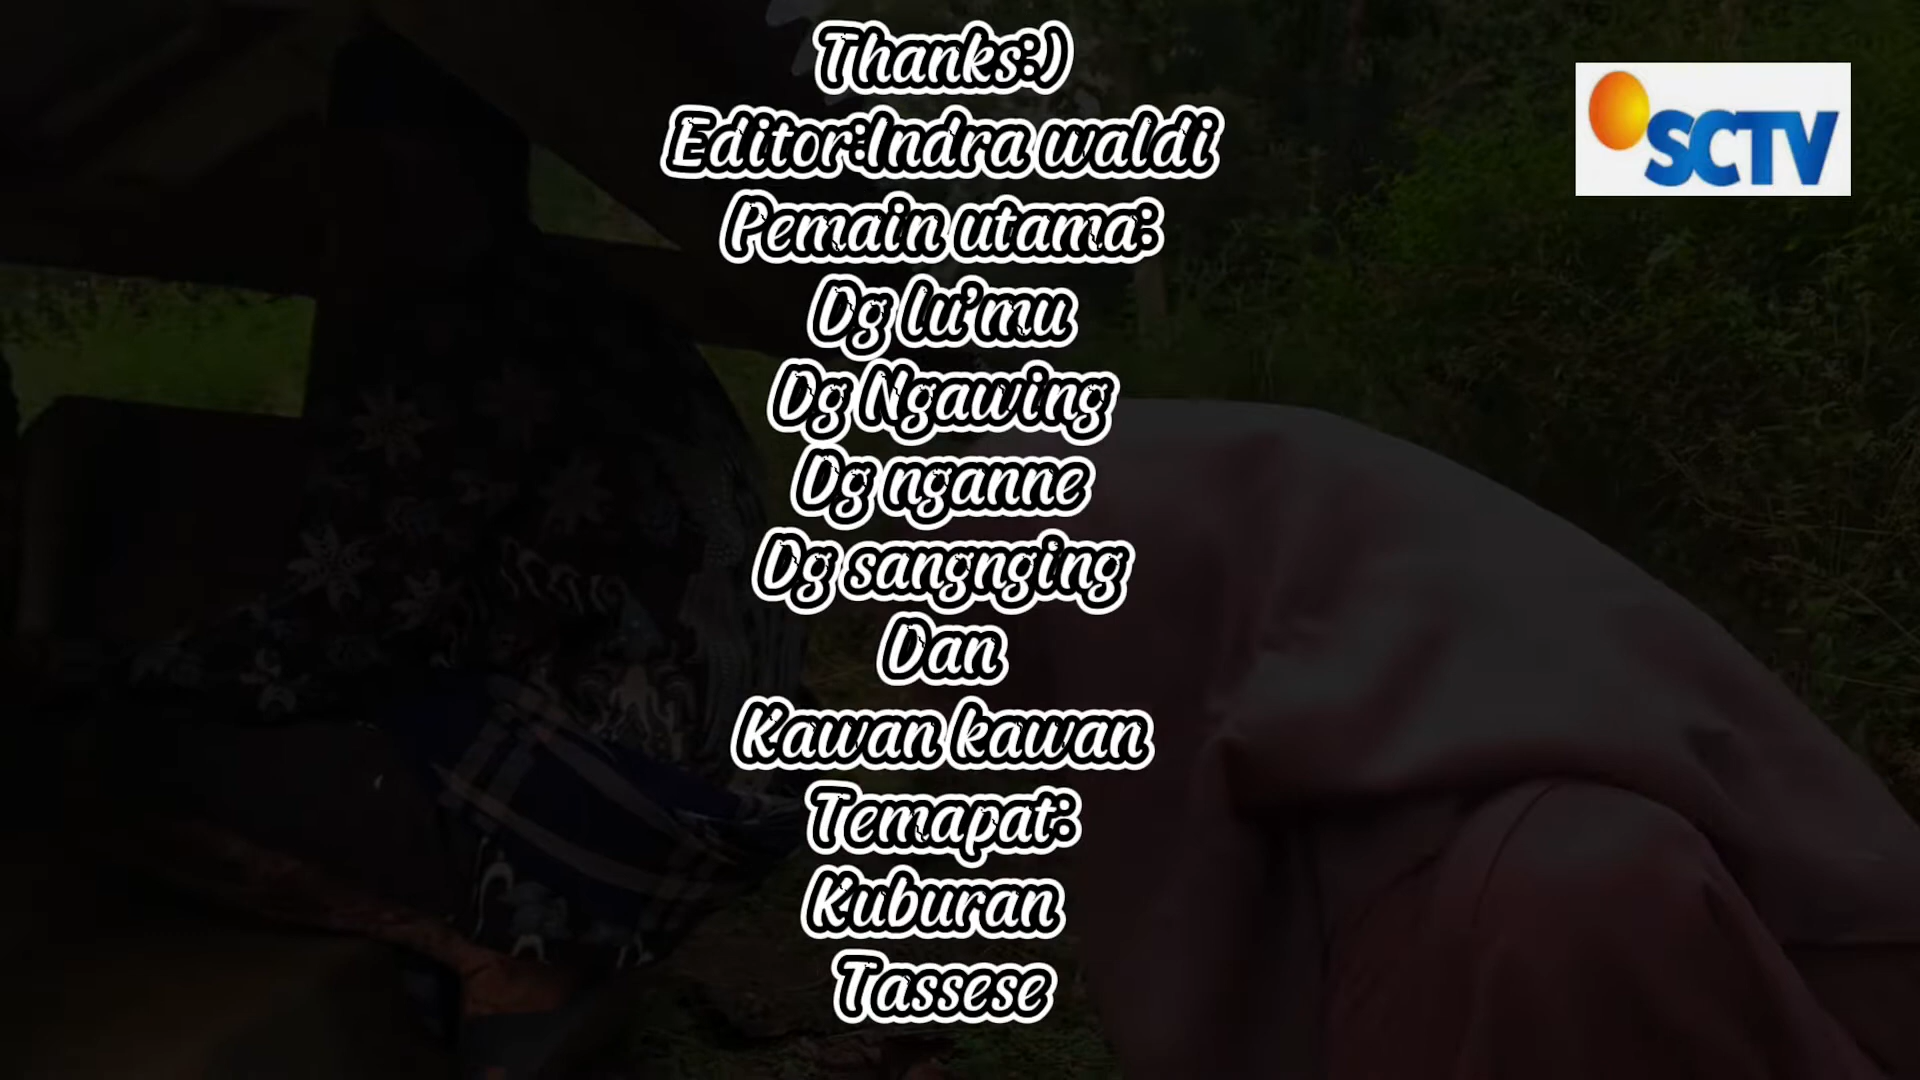 Thanks:)
Editor:Indra waldi
Pemain utama:
Dg lu'mu
Dg Ngawing
Dg nganne
Dg sangnging
Dan
Kawan kawan
Temapat:
Kuburan
Tassese
SCTV